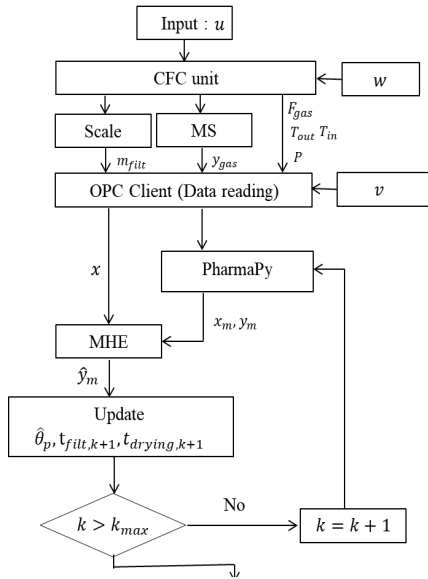 Input : u
CFC unit
w
Scale
MS
F_gas
T_out T_in
P
m_filt
y_gas
OPC Client (Data reading)
v
PharmaPy
x
x_m, y_m
MHE
ŷ_m
Update
θ̂_p, t_filt,k+1, t_drying,k+1
k > k_max
No
k = k + 1